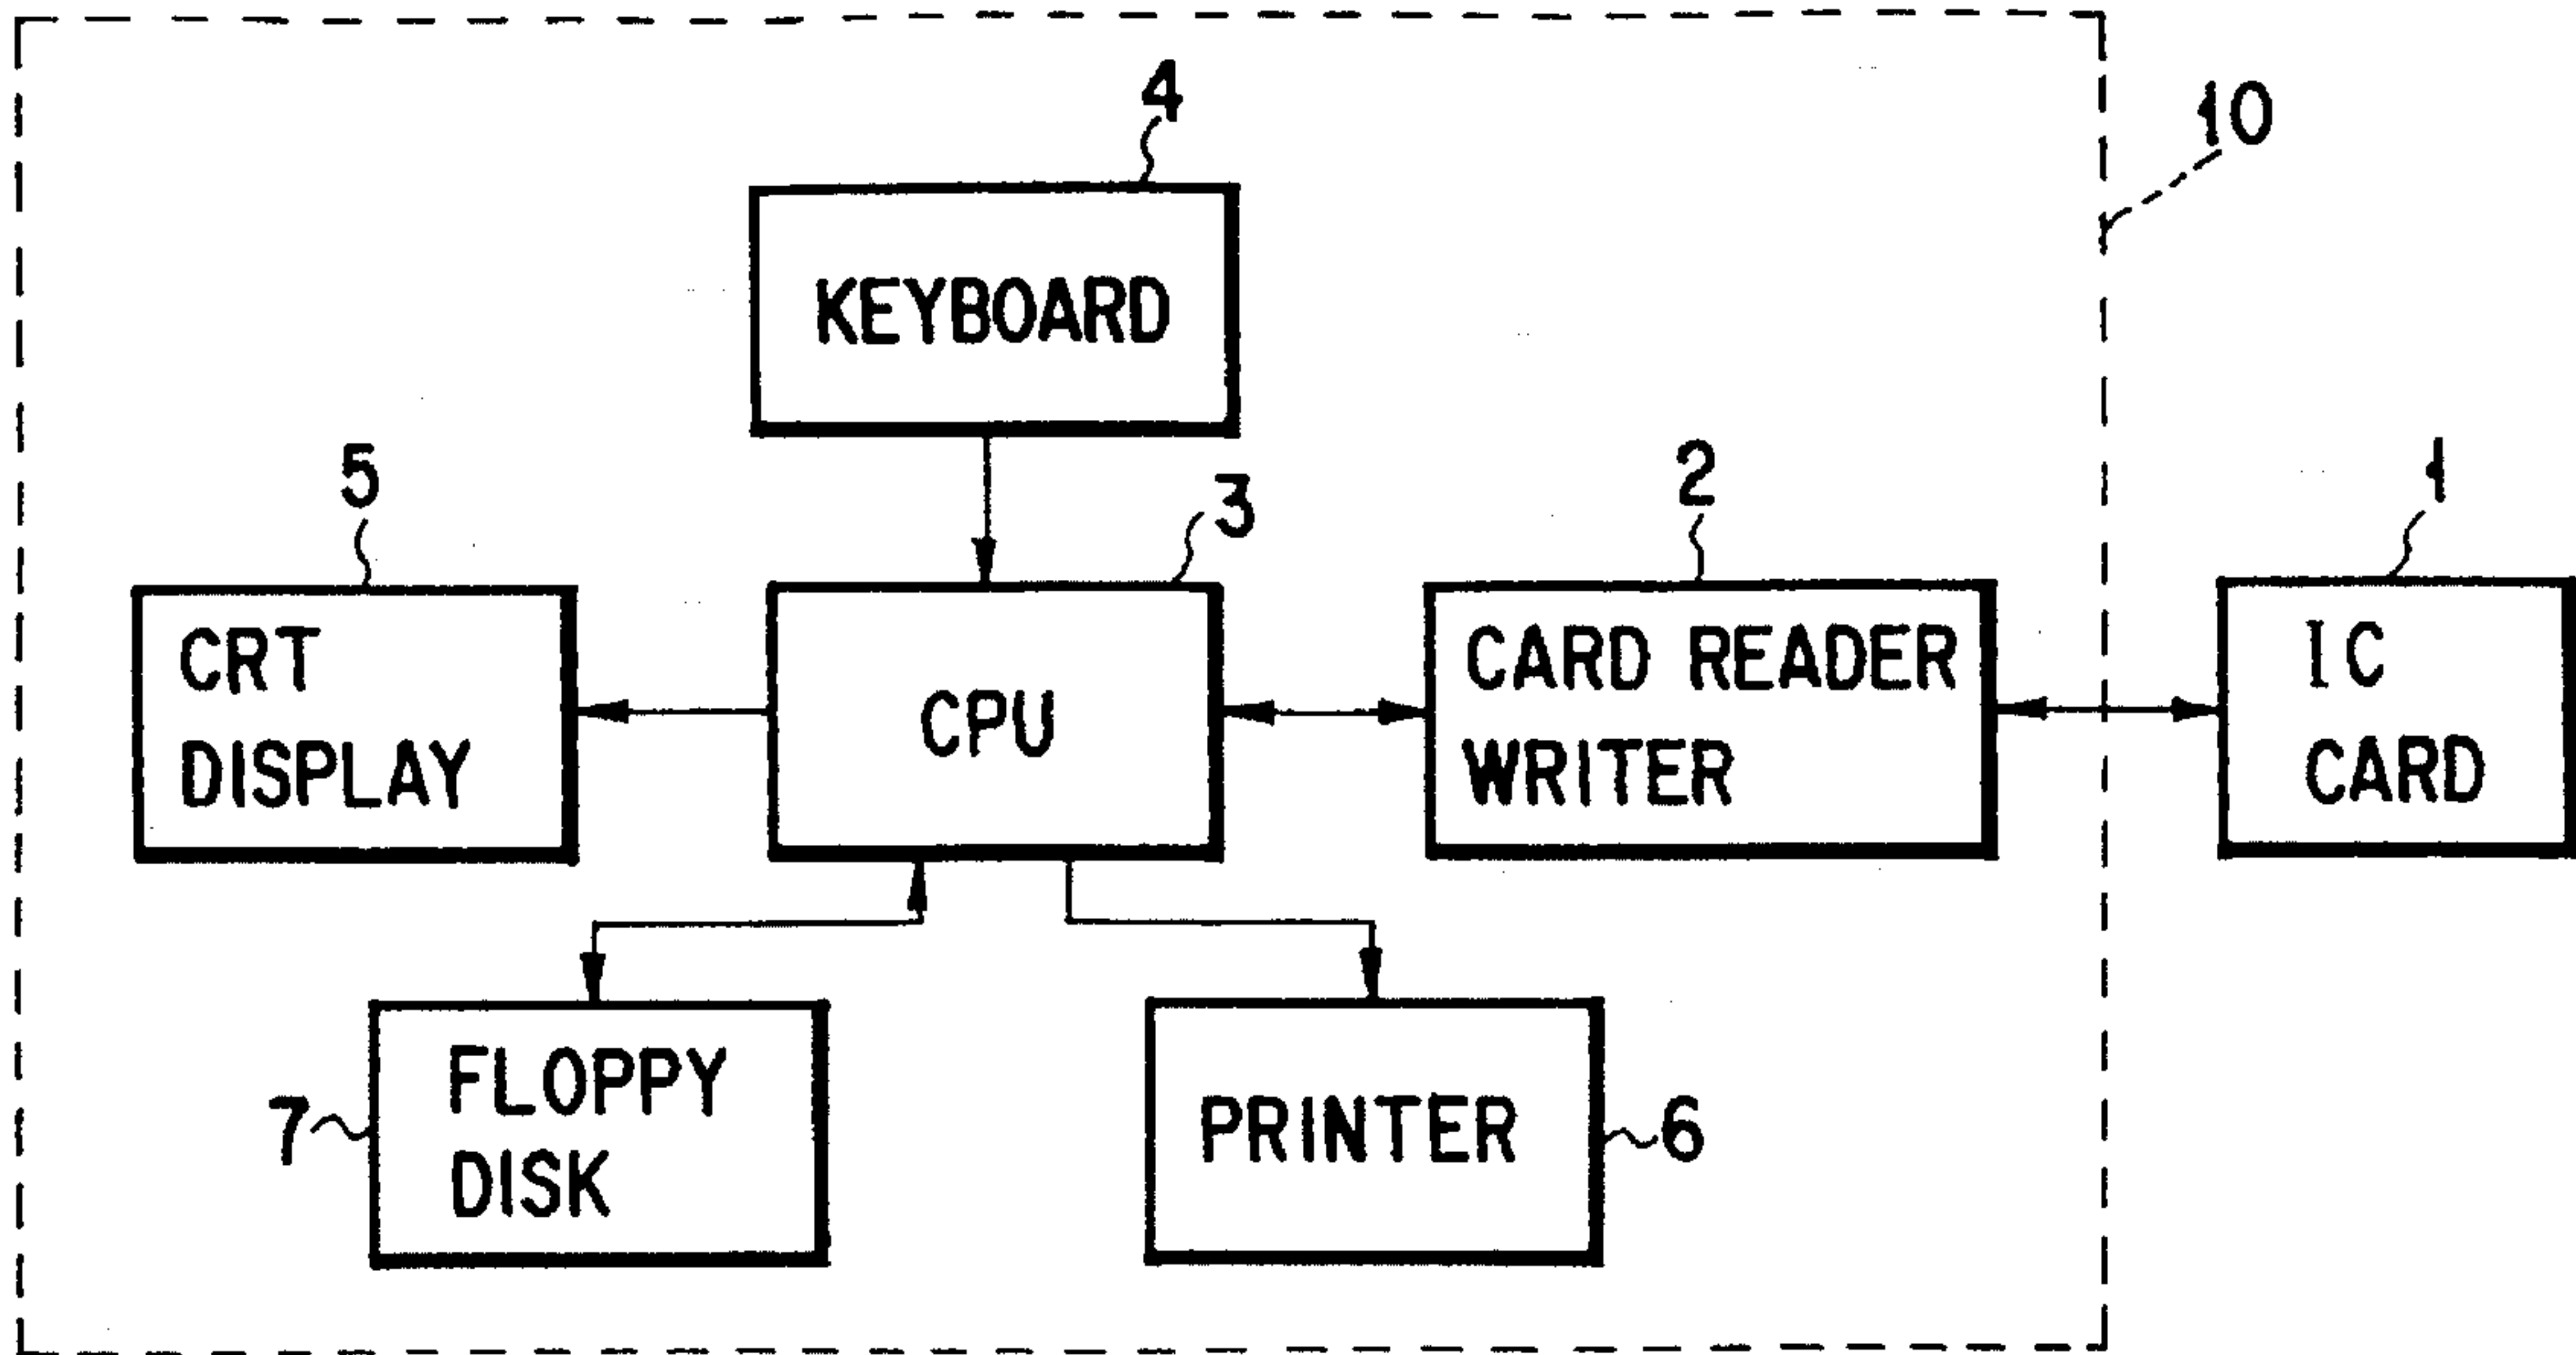 4
10
KEYBOARD
5
3
2
1
CRT
DISPLAY
CPU
CARD READER
WRITER
IC
CARD
7
FLOPPY
DISK
PRINTER
6